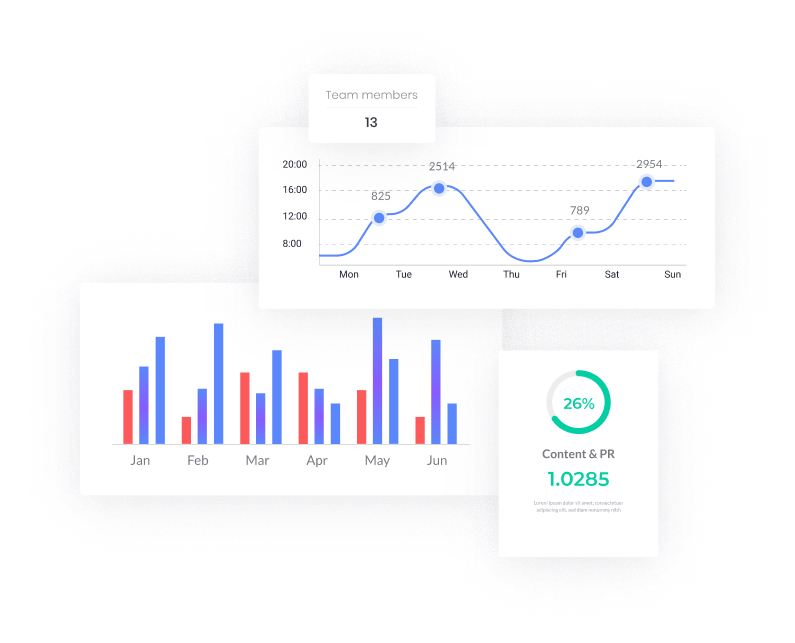 Team members
13
20:00
16:00
12:00
8:00
825
2514
789
2954
Mon Tue Wed Thu Fri Sat Sun
Jan Feb Mar Apr May Jun
26%
Content & PR
1.0285
Lorem ipsum dolor sit amet, consectetuer
adipiscing elit, sed diam nonummy nibh